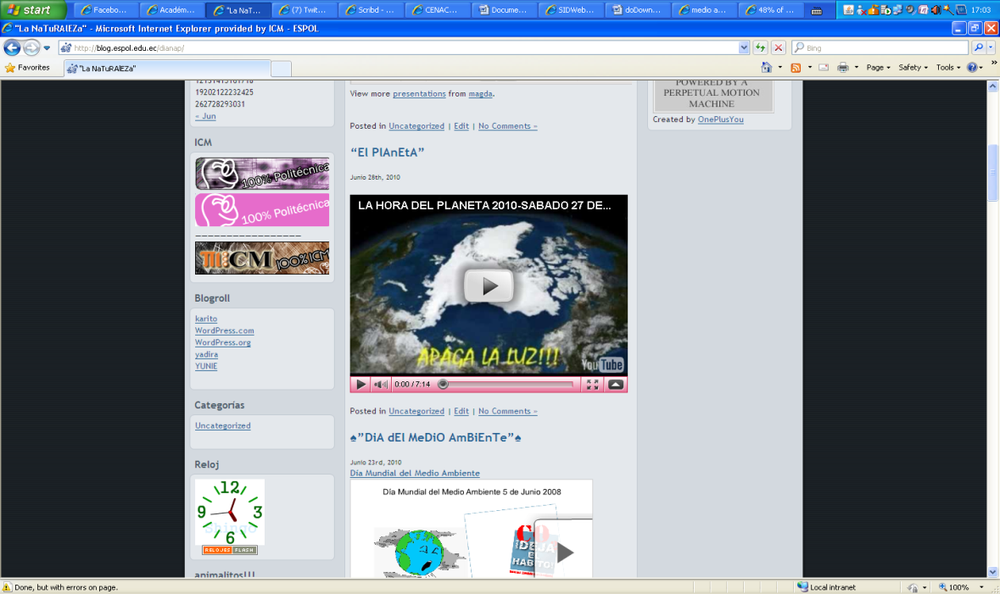 start
Facebo...
Académ...
"La NaT...
(7) Twit...
Scribd - ...
CENAC...
Docume...
SIDWeb...
doDown...
medio a...
48% of ...
17:03
"La NaTuRAlEZa" - Microsoft Internet Explorer provided by ICM - ESPOL
http://blog.espol.edu.ec/dianap/
Bing
Favorites
"La NaTuRAlEZa"
Page
Safety
Tools
19202122232425
262728293031
« Jun
ICM
100% Politécnica
100% Politécnica
ICM 100% ICM
Blogroll
karito
WordPress.com
WordPress.org
yadira
YUNIE
Categorías
Uncategorized
Reloj
12
9 3
6
RELOJES FLASH
animalitos!!!
View more presentations from magda.
Posted in Uncategorized | Edit | No Comments »
“El PlAnEtA”
Junio 28th, 2010
LA HORA DEL PLANETA 2010-SABADO 27 DE...
APAGA LA LUZ!!!
YouTube
0:00 / 7:14
Posted in Uncategorized | Edit | No Comments »
♠”DiA dEl MeDiO AmBiEnTe”♠
Junio 23rd, 2010
Día Mundial del Medio Ambiente
Día Mundial del Medio Ambiente 5 de Junio 2008
¡DEJA
EL
HÁBITO!
POWERED BY A
PERPETUAL MOTION
MACHINE
Created by OnePlusYou
Done, but with errors on page.
Local intranet
100%